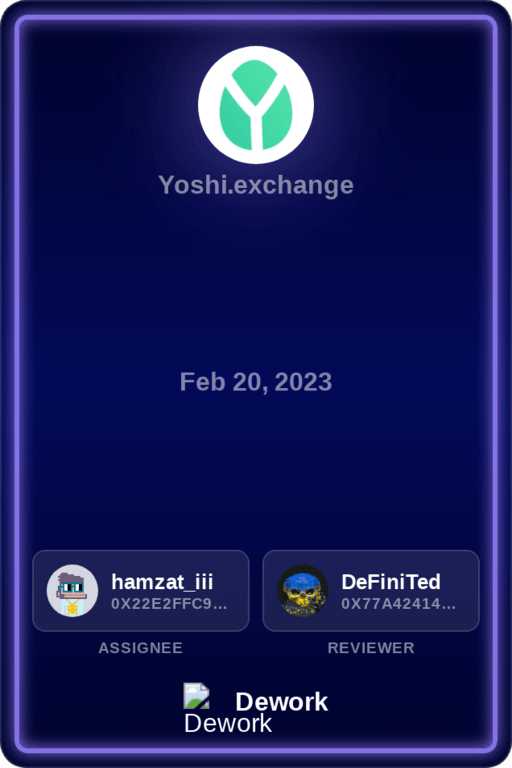 Yoshi.exchange
Feb 20, 2023
hamzat_iii
0X22E2FFC9...
DeFiniTed
0X77A42414...
ASSIGNEE
REVIEWER
Dework
Dework